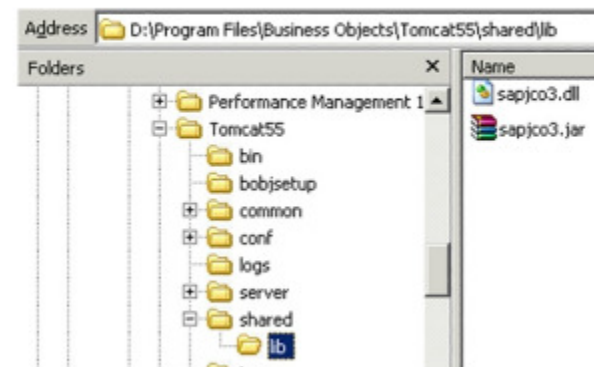 Address D:\Program Files\Business Objects\Tomcat55\shared\lib
Folders × Name
Performance Management 1 sapjco3.dll
Tomcat55 sapjco3.jar
bin
bobjsetup
common
conf
logs
server
shared
lib